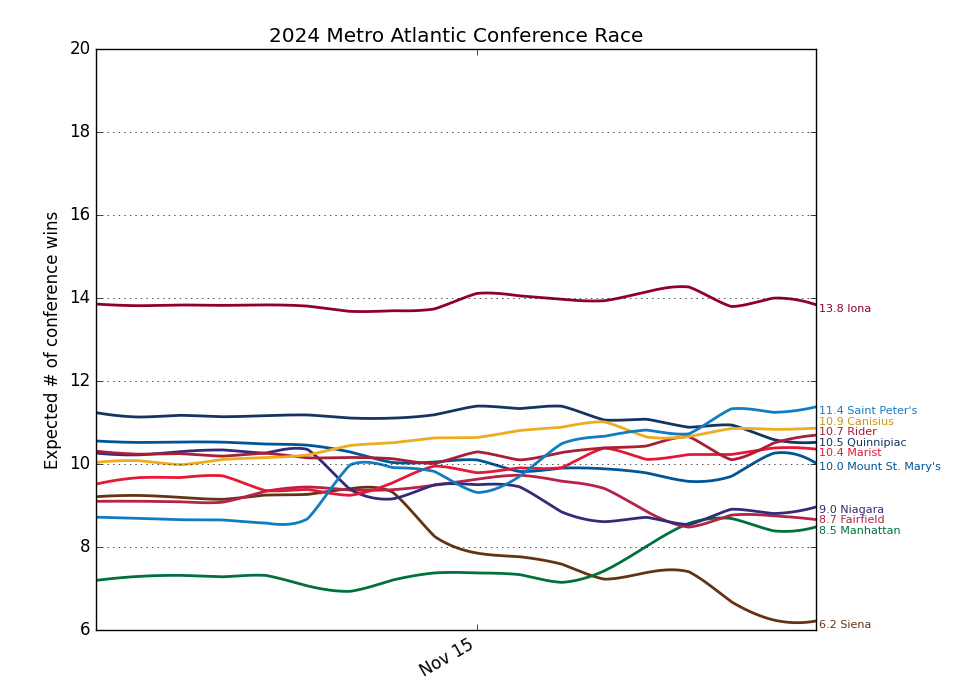 2024 Metro Atlantic Conference Race
Expected # of conference wins
20
18
16
14
12
10
8
6
Nov 15
13.8 Iona
11.4 Saint Peter's
10.9 Canisius
10.7 Rider
10.5 Quinnipiac
10.4 Marist
10.0 Mount St. Mary's
9.0 Niagara
8.7 Fairfield
8.5 Manhattan
6.2 Siena